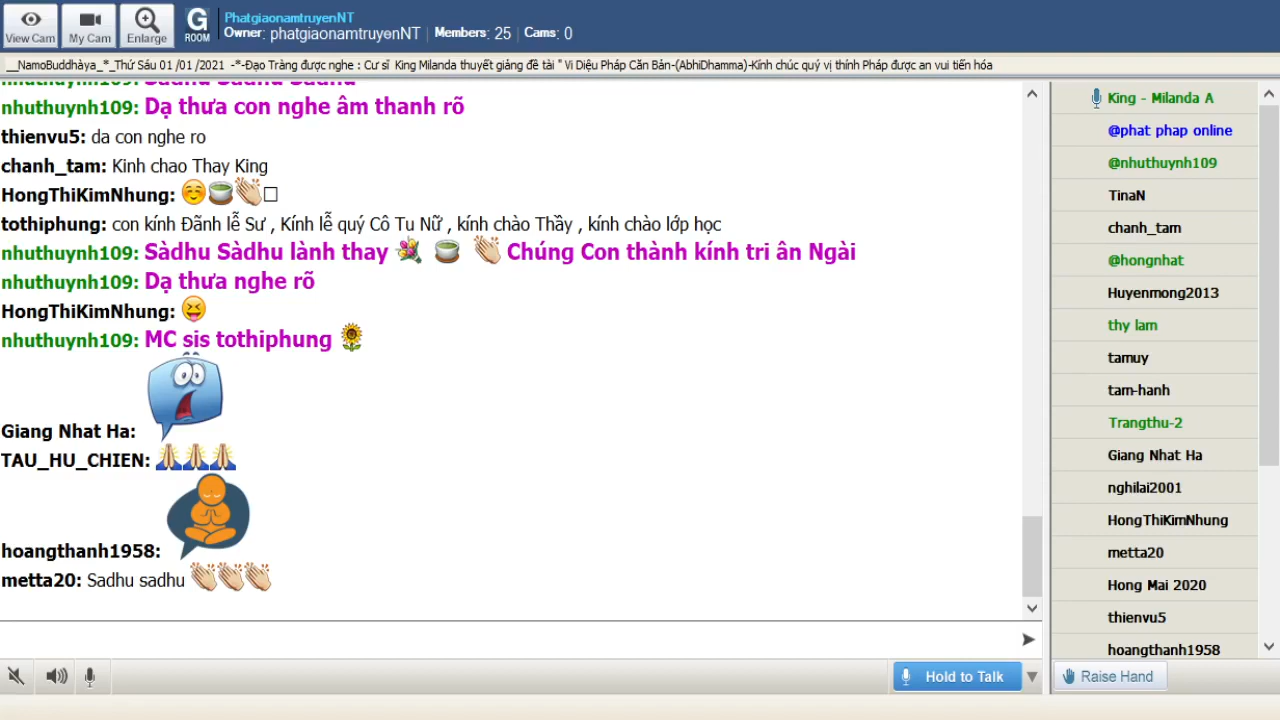 View Cam
My Cam
Enlarge
G
ROOM
PhatgiaonamtruyenNT
Owner: phatgiaonamtruyenNT | Members: 25 | Cams: 0
__NamoBuddhàya_*_Thứ Sáu 01 /01 /2021 -*-Đạo Tràng được nghe : Cư sĩ King Milanda thuyết giảng đề tài " Vi Diệu Pháp Căn Bản-(AbhiDhamma)-Kính chúc quý vị thính Pháp được an vui tiến hóa
nhuthuynh109: Sàdhu Sàdhu Sàdhu
nhuthuynh109: Dạ thưa con nghe âm thanh rõ
thienvu5: da con nghe ro
chanh_tam: Kinh chao Thay King
HongThiKimNhung:
tothiphung: con kính Đãnh lễ Sư , Kính lễ quý Cô Tu Nữ , kính chào Thầy , kính chào lớp học
nhuthuynh109: Sàdhu Sàdhu lành thay Chúng Con thành kính tri ân Ngài
nhuthuynh109: Dạ thưa nghe rõ
HongThiKimNhung:
nhuthuynh109: MC sis tothiphung
Giang Nhat Ha:
TAU_HU_CHIEN:
hoangthanh1958:
metta20: Sadhu sadhu
King - Milanda A
@phat phap online
@nhuthuynh109
TinaN
chanh_tam
@hongnhat
Huyenmong2013
thy lam
tamuy
tam-hanh
Trangthu-2
Giang Nhat Ha
nghilai2001
HongThiKimNhung
metta20
Hong Mai 2020
thienvu5
hoangthanh1958
Hold to Talk
Raise Hand